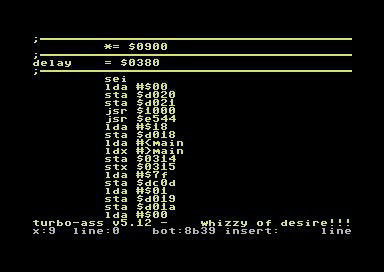 ;
*= $0900
;
delay = $0380
;
sei
lda #$00
sta $d020
sta $d021
jsr $1000
jsr $e544
lda #$18
sta $d018
lda #<main
ldx #>main
sta $0314
stx $0315
lda #$7f
sta $dc0d
lda #$01
sta $d019
sta $d01a
lda #$00
turbo-ass v5.12 - whizzy of desire!!!
x:9 line:0 bot:8b39 insert: line